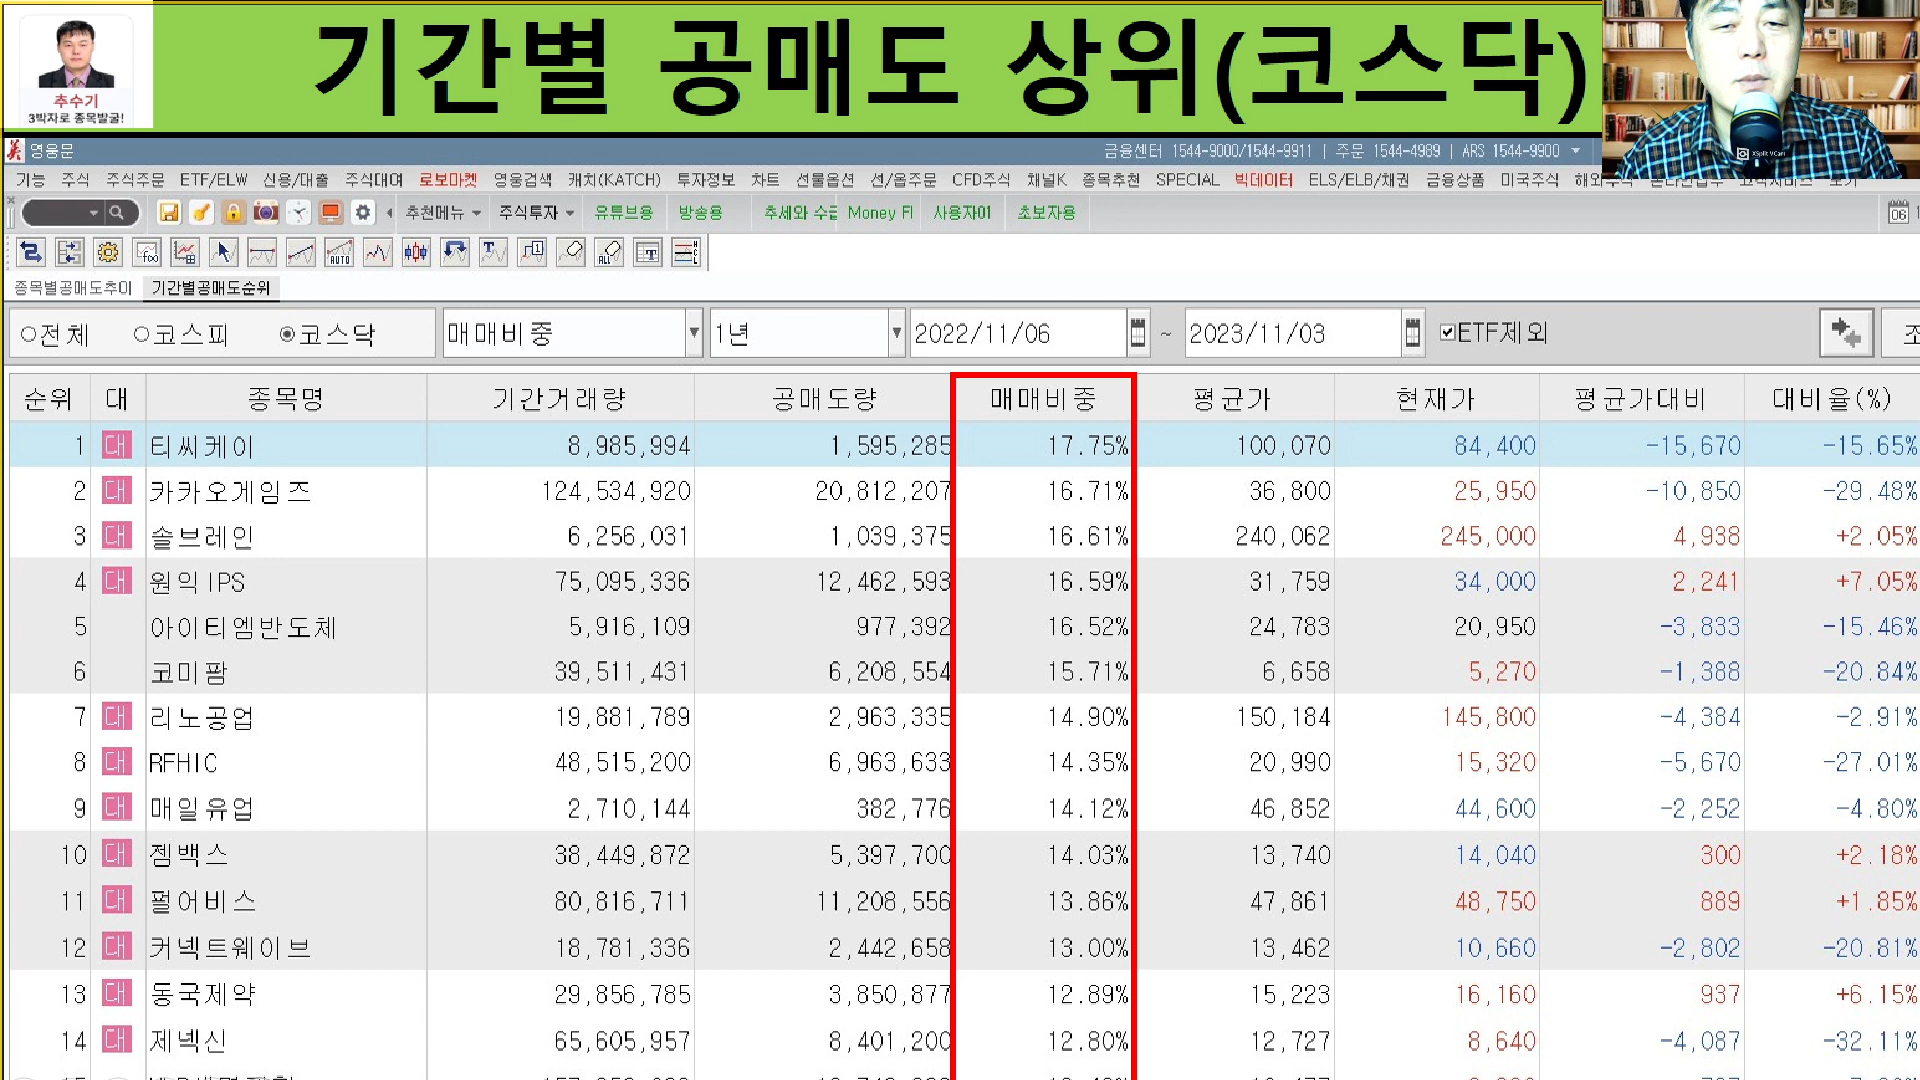 기간별 공매도 상위(코스닥)
추수기
3박자로 종목발굴!
XSplit VCam
영웅문
금융센터 1544-9000/1544-9911 | 주문 1544-4989 | ARS 1544-9900
기능 주식 주식주문 ETF/ELW 신용/대출 주식대여 로보마켓 영웅검색 캐치(KATCH) 투자정보 차트 선물옵션 선/옵주문 CFD주식 채널K 종목추천 SPECIAL 빅데이터 ELS/ELB/채권 금융상품 미국주식
추천메뉴 주식투자 유튜브용 방송용 추세와 수급 Money Fl 사용자01 초보자용 06
f(x) AUTO T 1 ALL T
종목별공매도추이 기간별공매도순위
전체 코스피 코스닥 매매비중 1년 2022/11/06 ~ 2023/11/03 ETF제외
순위 대 종목명 기간거래량 공매도량 매매비중 평균가 현재가 평균가대비 대비율(%)
1 대 티씨케이 8,985,994 1,595,285 17.75% 100,070 84,400 -15,670 -15.65%
2 대 카카오게임즈 124,534,920 20,812,207 16.71% 36,800 25,950 -10,850 -29.48%
3 대 솔브레인 6,256,031 1,039,375 16.61% 240,062 245,000 4,938 +2.05%
4 대 원익IPS 75,095,336 12,462,593 16.59% 31,759 34,000 2,241 +7.05%
5 아이티엠반도체 5,916,109 977,392 16.52% 24,783 20,950 -3,833 -15.46%
6 코미팜 39,511,431 6,208,554 15.71% 6,658 5,270 -1,388 -20.84%
7 대 리노공업 19,881,789 2,963,335 14.90% 150,184 145,800 -4,384 -2.91%
8 대 RFHIC 48,515,200 6,963,633 14.35% 20,990 15,320 -5,670 -27.01%
9 대 매일유업 2,710,144 382,776 14.12% 46,852 44,600 -2,252 -4.80%
10 대 젬백스 38,449,872 5,397,700 14.03% 13,740 14,040 300 +2.18%
11 대 펄어비스 80,816,711 11,208,556 13.86% 47,861 48,750 889 +1.85%
12 대 커넥트웨이브 18,781,336 2,442,658 13.00% 13,462 10,660 -2,802 -20.81%
13 대 동국제약 29,856,785 3,850,877 12.89% 15,223 16,160 937 +6.15%
14 대 제넥신 65,605,957 8,401,200 12.80% 12,727 8,640 -4,087 -32.11%